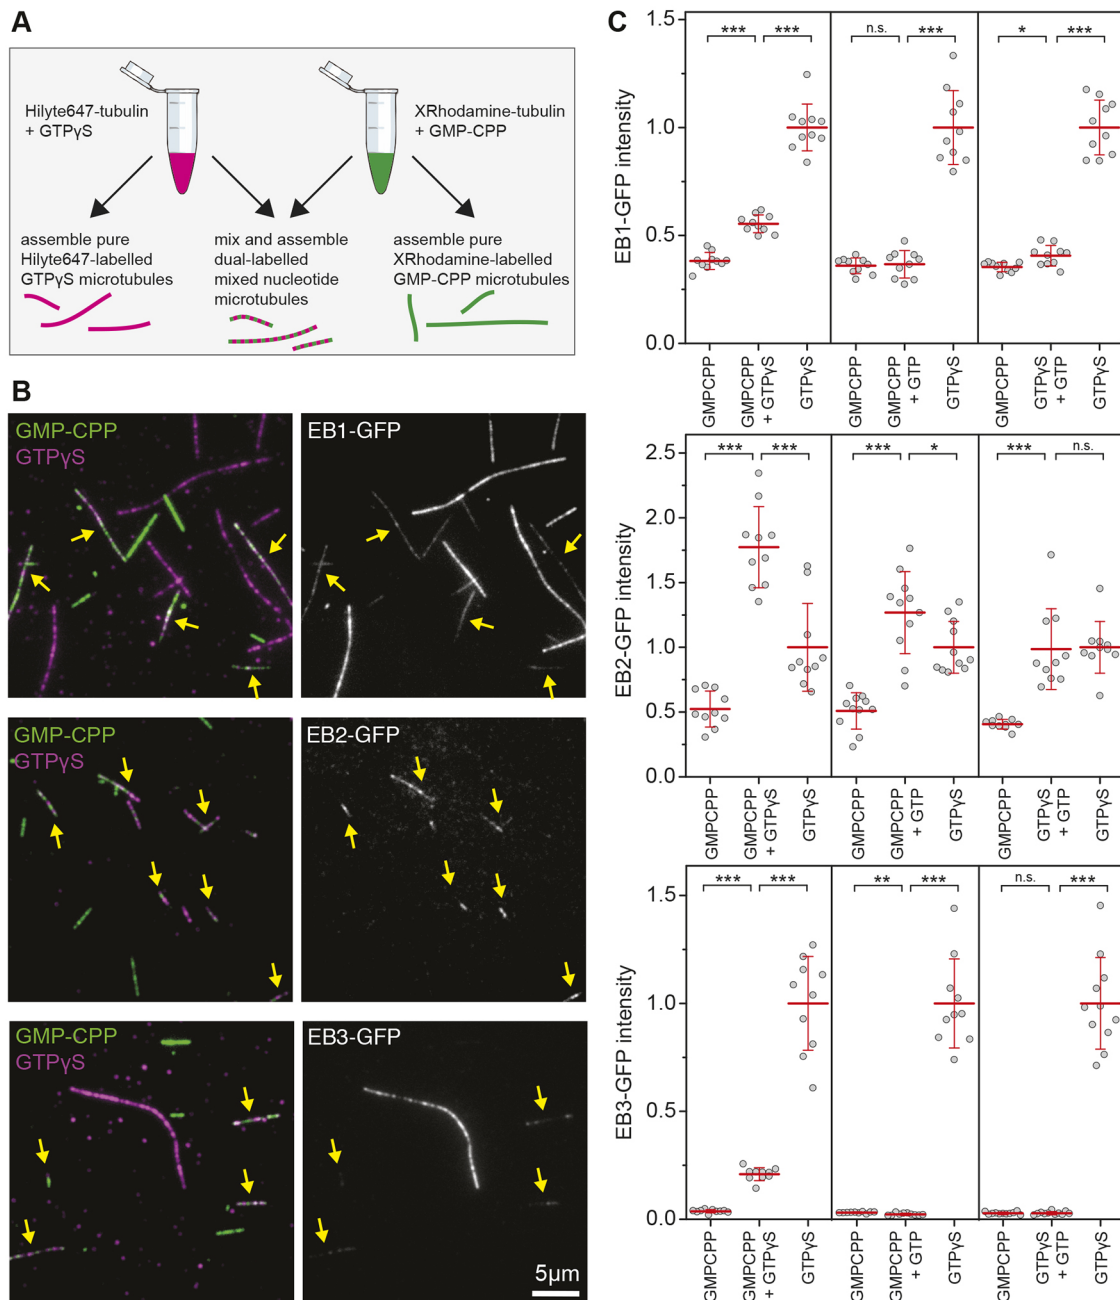 A
Hilyte647-tubulin
+ GTPγS
XRhodamine-tubulin
+ GMP-CPP
assemble pure
Hilyte647-labelled
GTPγS microtubules
mix and assemble
dual-labelled
mixed nucleotide
microtubules
assemble pure
XRhodamine-labelled
GMP-CPP microtubules
B
GMP-CPP
GTPγS
EB1-GFP
GMP-CPP
GTPγS
EB2-GFP
GMP-CPP
GTPγS
EB3-GFP
5μm
C
EB1-GFP intensity
1.5
1.0
0.5
0.0
***
***
n.s.
***
*
***
GMPCPP
GMPCPP
+ GTPγS
GTPγS
GMPCPP
GMPCPP
+ GTP
GTPγS
GMPCPP
GTPγS
+ GTP
GTPγS
EB2-GFP intensity
2.5
2.0
1.5
1.0
0.5
0.0
***
***
***
*
***
n.s.
GMPCPP
GMPCPP
+ GTPγS
GTPγS
GMPCPP
GMPCPP
+ GTP
GTPγS
GMPCPP
GTPγS
+ GTP
GTPγS
EB3-GFP intensity
1.5
1.0
0.5
0.0
***
***
**
***
n.s.
***
GMPCPP
GMPCPP
+ GTPγS
GTPγS
GMPCPP
GMPCPP
+ GTP
GTPγS
GMPCPP
GTPγS
+ GTP
GTPγS